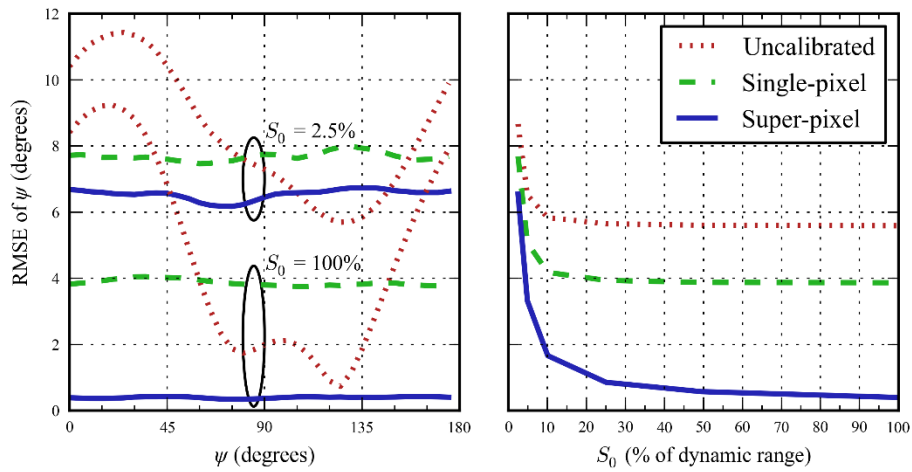 12
10
8
6
4
2
0
RMSE of ψ (degrees)
S₀ = 2.5%
S₀ = 100%
0 45 90 135 180
ψ (degrees)
Uncalibrated
Single-pixel
Super-pixel
0 10 20 30 40 50 60 70 80 90 100
S₀ (% of dynamic range)